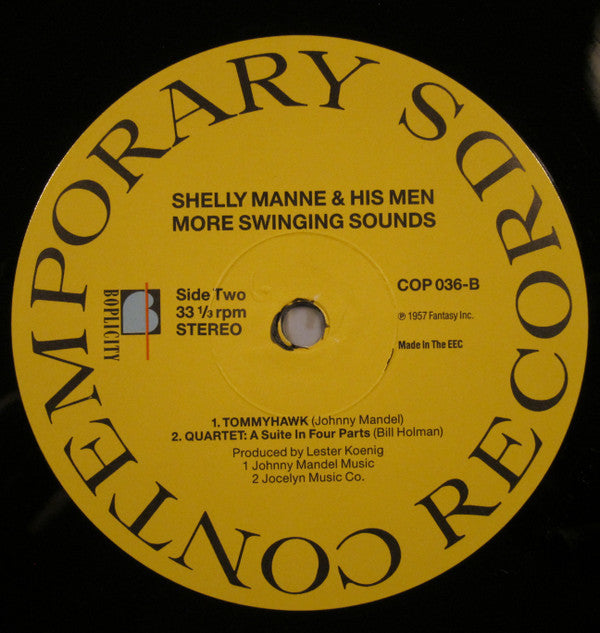 CONTEMPORARY RECORDS
SHELLY MANNE & HIS MEN
MORE SWINGING SOUNDS
BOPLICITY
B
Side Two
33 ⅓ rpm
STEREO
COP 036-B
℗ 1957 Fantasy Inc.
Made In The EEC
1. TOMMYHAWK (Johnny Mandel)
2. QUARTET: A Suite In Four Parts (Bill Holman)
Produced by Lester Koenig
1 Johnny Mandel Music
2 Jocelyn Music Co.